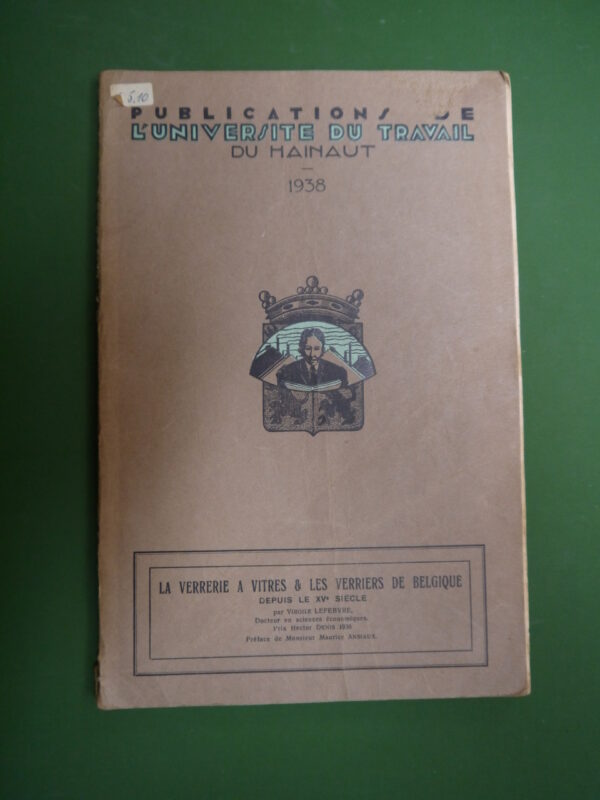 5.10
PUBLICATIONS DE
L'UNIVERSITE DU TRAVAIL
DU HAINAUT
1938
LA VERRERIE A VITRES & LES VERRIERS DE BELGIQUE
DEPUIS LE XVe SIÈCLE
par Virgile LEFEBVRE,
Docteur en sciences économiques.
Prix Hector DENIS 1936
Préface de Monsieur Maurice ANSIAUX.